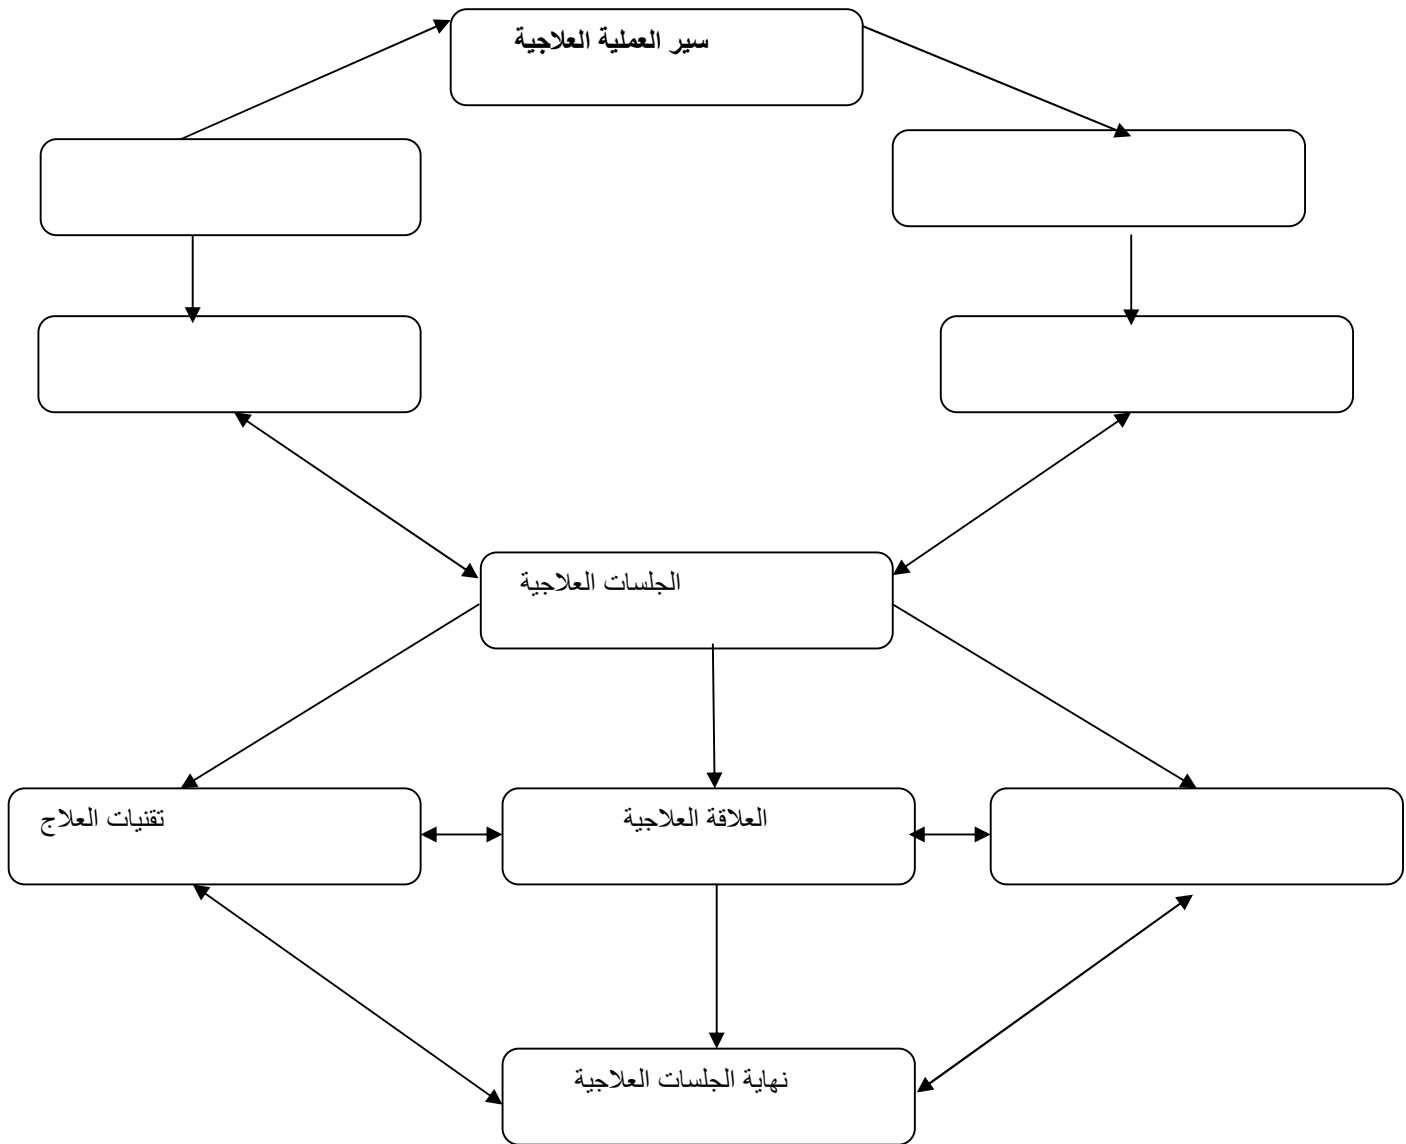 سير العملية العلاجية
الجلسات العلاجية
العلاقة العلاجية
تقنيات العلاج
نهاية الجلسات العلاجية